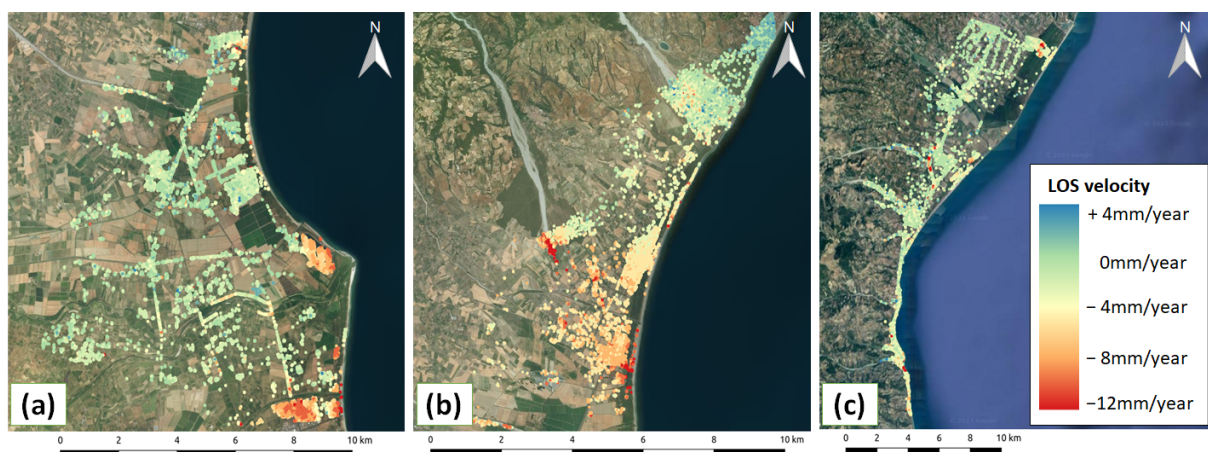 N
N
N
LOS velocity
+ 4mm/year
0mm/year
− 4mm/year
− 8mm/year
−12mm/year
(a)
(b)
(c)
0 2 4 6 8 10 km
0 2 4 6 8 10 km
0 2 4 6 8 10 km